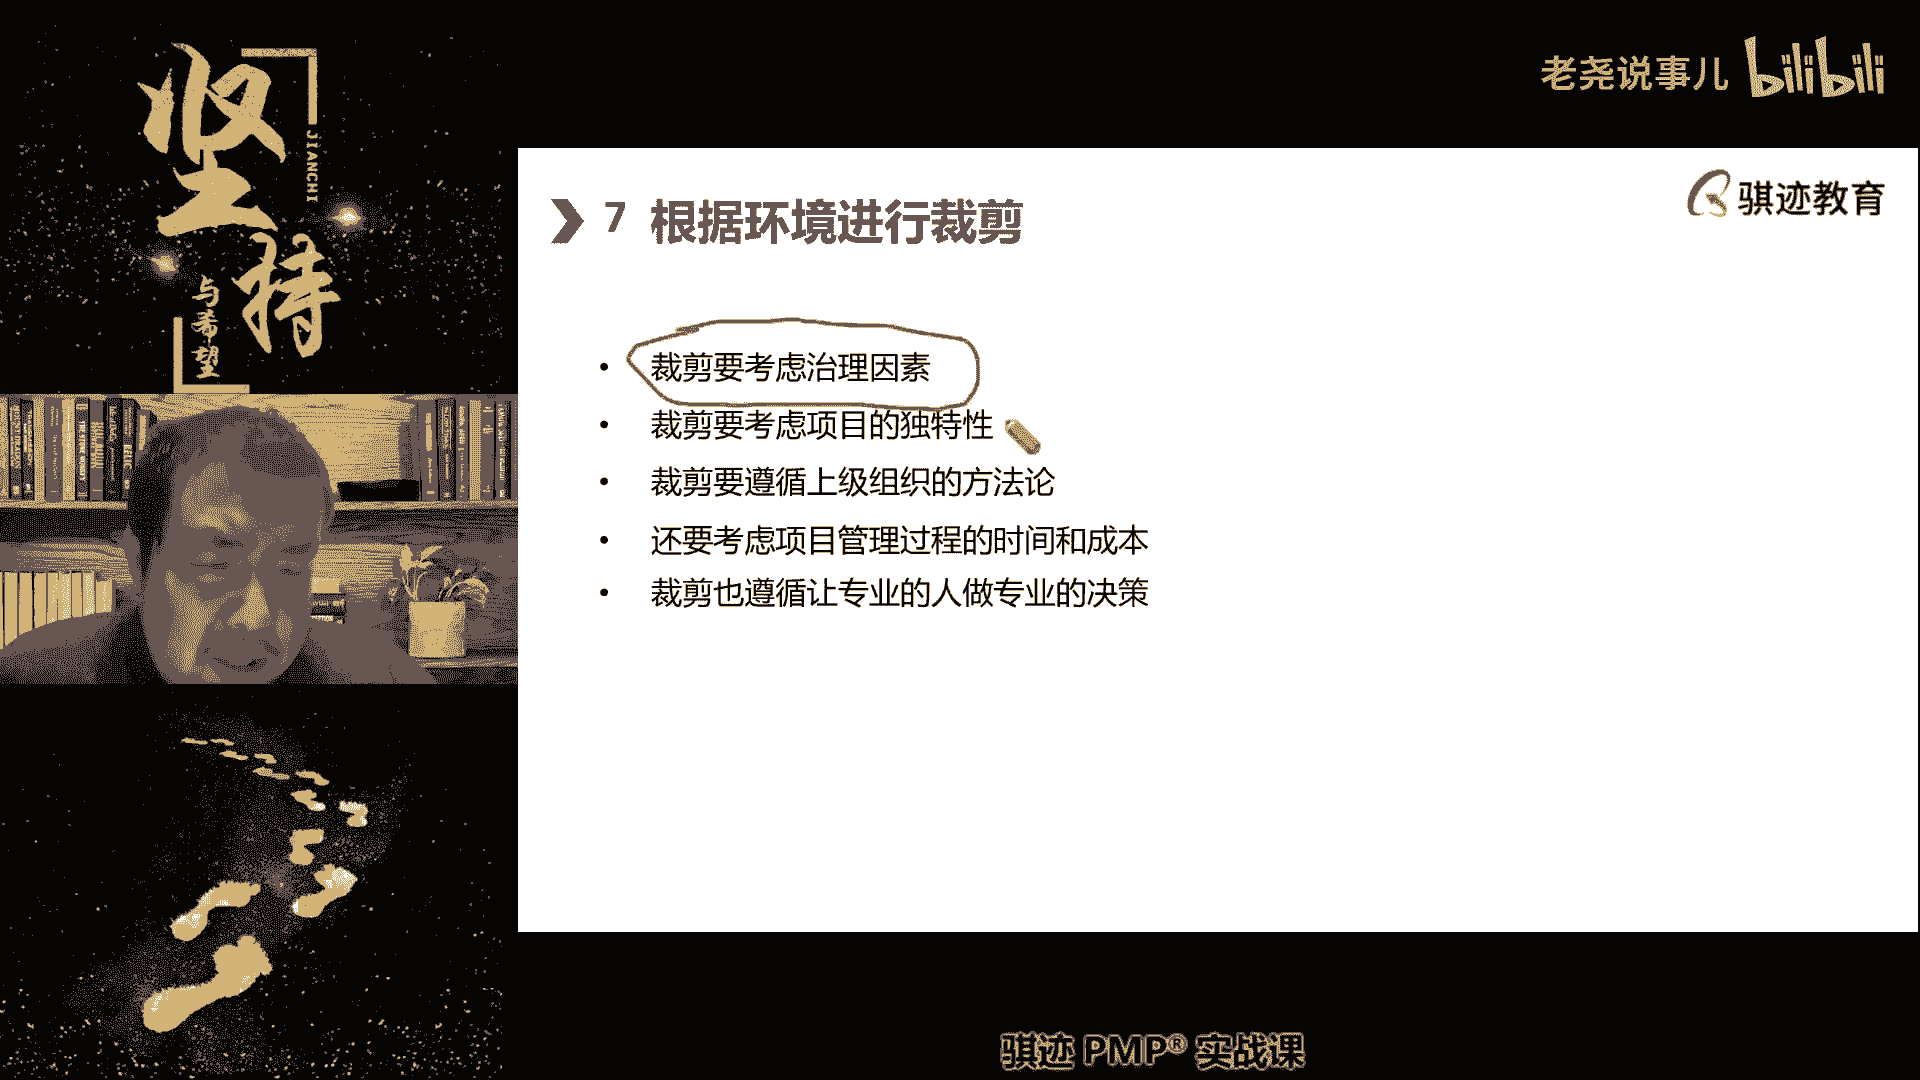 坚持
JIANCHI
与希望
老尧说事儿 bilibili
骐迹教育
7 根据环境进行裁剪
• 裁剪要考虑治理因素
• 裁剪要考虑项目的独特性
• 裁剪要遵循上级组织的方法论
• 还要考虑项目管理过程的时间和成本
• 裁剪也遵循让专业的人做专业的决策
骐迹 PMP® 实战课